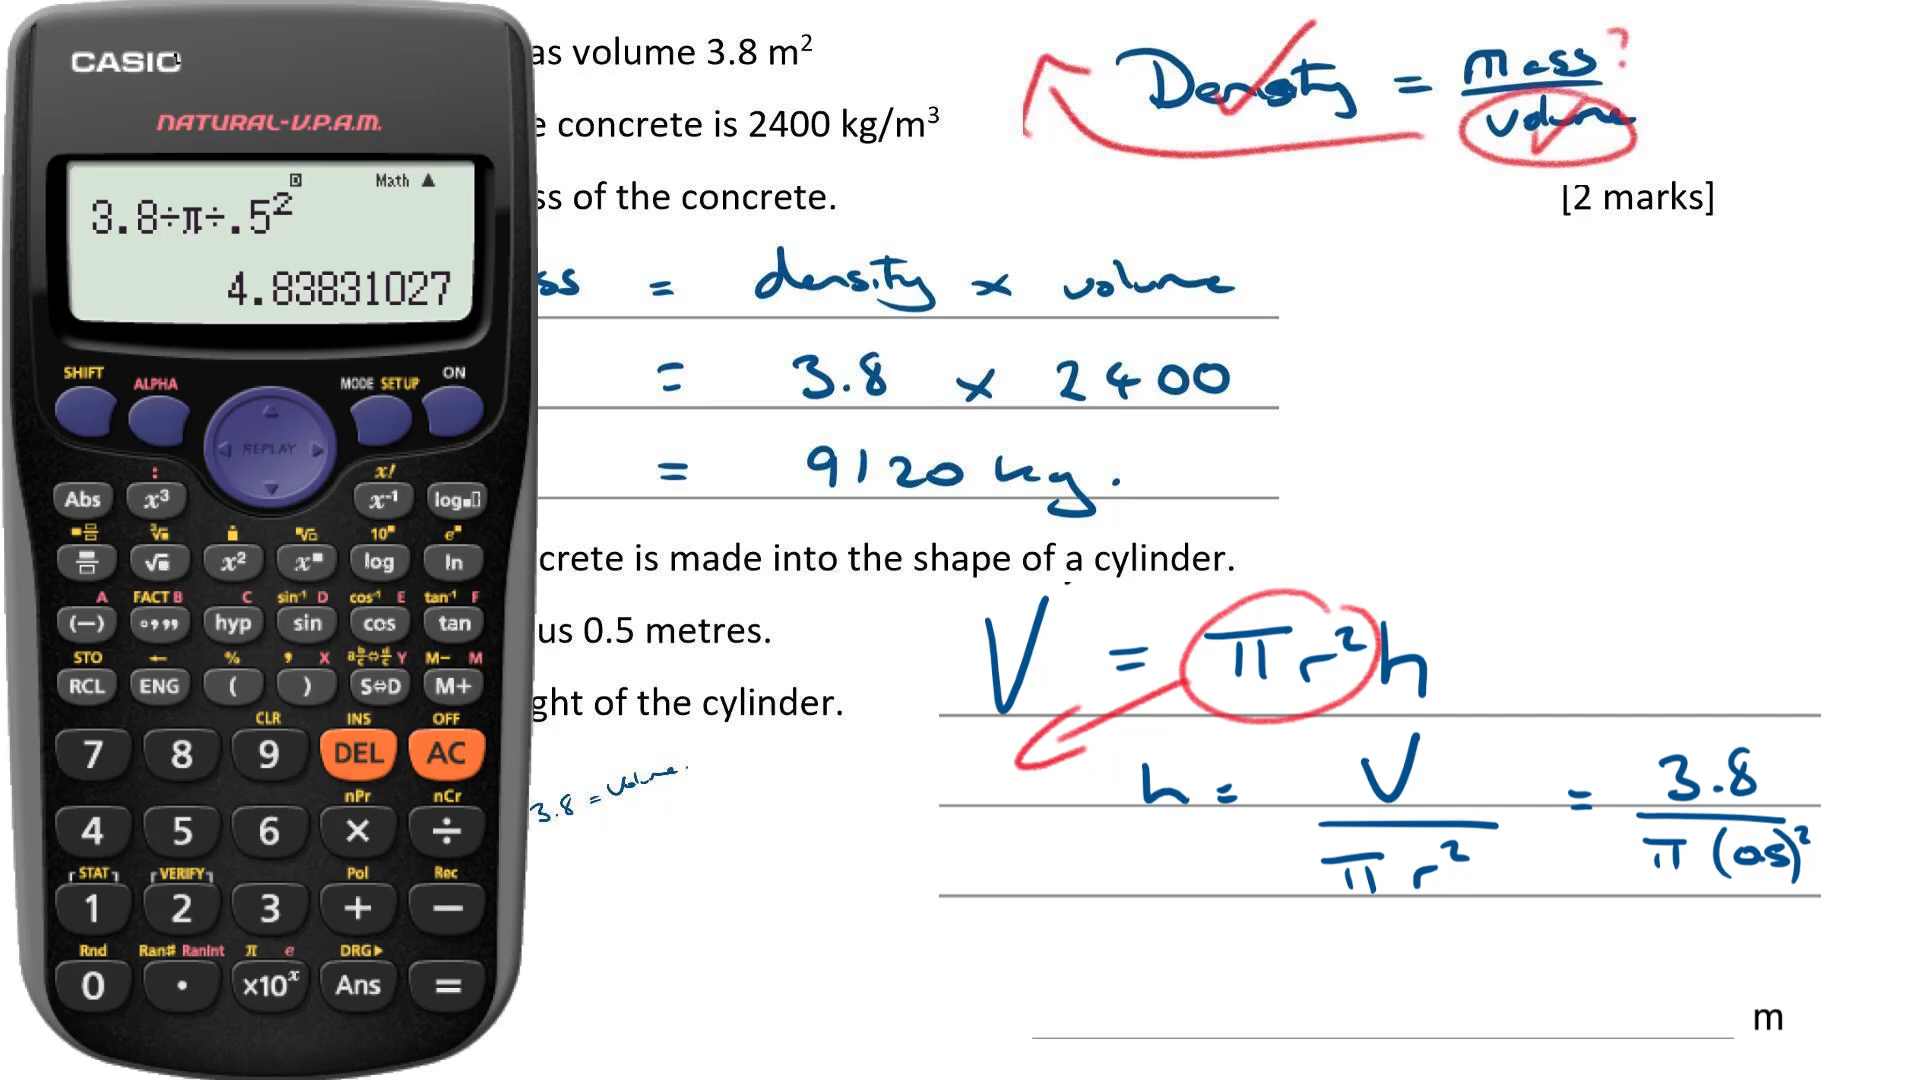 CASIO
NATURAL-V.P.A.M.
Math ▲
3.8÷π÷.5²
4.83831027
SHIFT ALPHA MODE SETUP ON
REPLAY
: x!
Abs x³ x⁻¹ log
10 e
x² x log ln
A FACT B C sin⁻¹ D cos⁻¹ E tan⁻¹ F
(−) hyp sin cos tan
STO ← % , X Y M− M
RCL ENG ( ) S⇔D M+
CLR INS OFF
7 8 9 DEL AC
nPr nCr
4 5 6 × ÷
STAT VERIFY Pol Rec
1 2 3 + −
Rnd Ran# RanInt π e DRG▶
0 . ×10ˣ Ans =
as volume 3.8 m²
e concrete is 2400 kg/m³
ss of the concrete.
[2 marks]
Density = mass? / volume
ss = density × volume
= 3.8 × 2400
= 9120 kg.
crete is made into the shape of a cylinder.
us 0.5 metres.
ght of the cylinder.
3.8 = volume.
V = πr²h
h = V / πr² = 3.8 / π (0.5)²
m